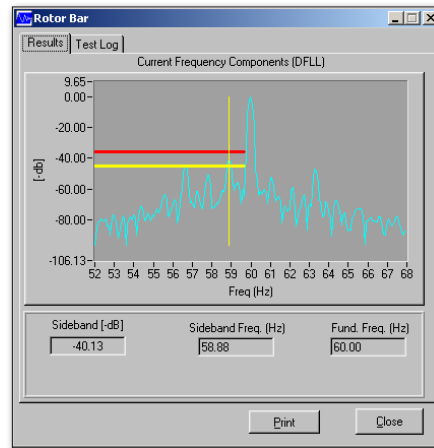 Rotor Bar
Results Test Log
Current Frequency Components (DFLL)
9.65
0.00
-20.00
-40.00
-60.00
-80.00
-106.13
[-db]
52 53 54 55 56 57 58 59 60 61 62 63 64 65 66 67 68
Freq (Hz)
Sideband [-dB] Sideband Freq. (Hz) Fund. Freq. (Hz)
-40.13 58.88 60.00
Print Close